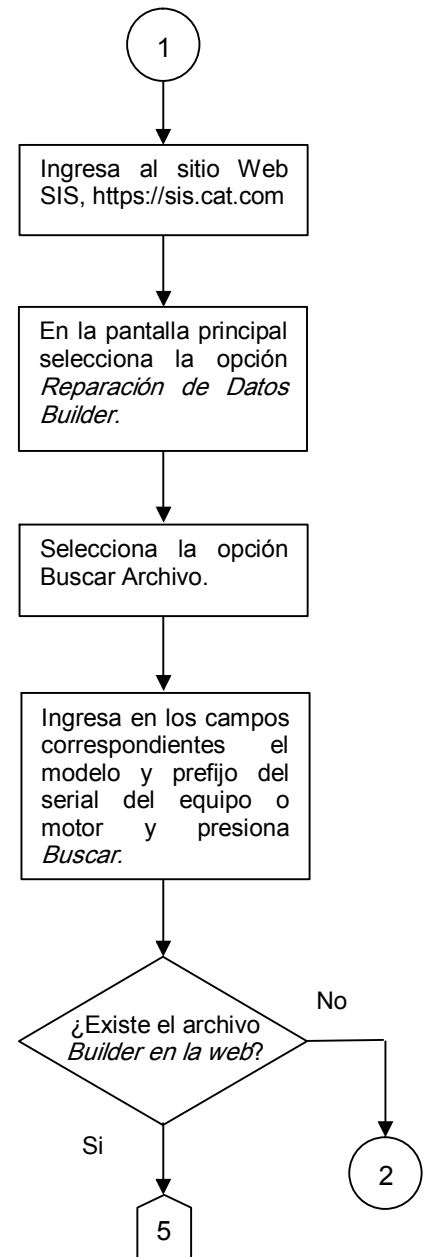 1
Ingresa al sitio Web
SIS, https://sis.cat.com
En la pantalla principal
selecciona la opción
Reparación de Datos
Builder.
Selecciona la opción
Buscar Archivo.
Ingresa en los campos
correspondientes el
modelo y prefijo del
serial del equipo o
motor y presiona
Buscar.
¿Existe el archivo
Builder en la web?
No
Si
2
5